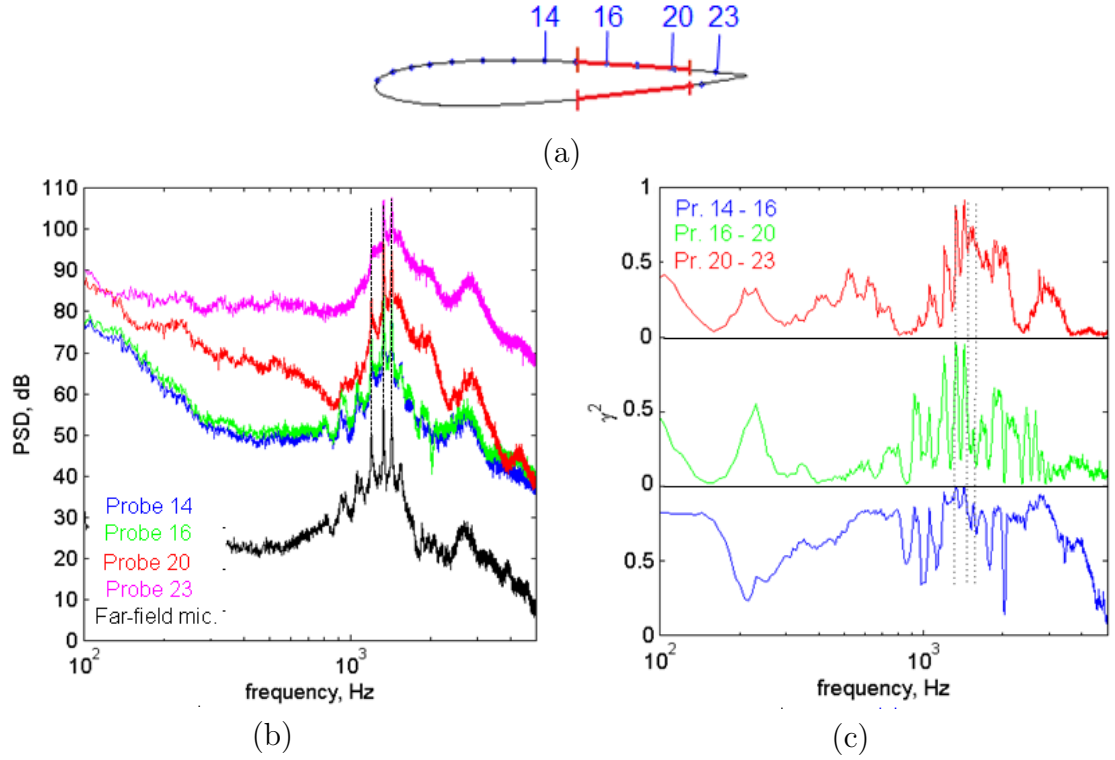 14 16 20 23
(a)
110
100
90
80
70
60
50
40
30
20
10
0
PSD, dB
Probe 14
Probe 16
Probe 20
Probe 23
Far-field mic.
10^2 10^3
frequency, Hz
(b)
Pr. 14 - 16
Pr. 16 - 20
Pr. 20 - 23
1
0.5
0
0.5
0
0.5
0
γ^2
10^2 10^3
frequency, Hz
(c)